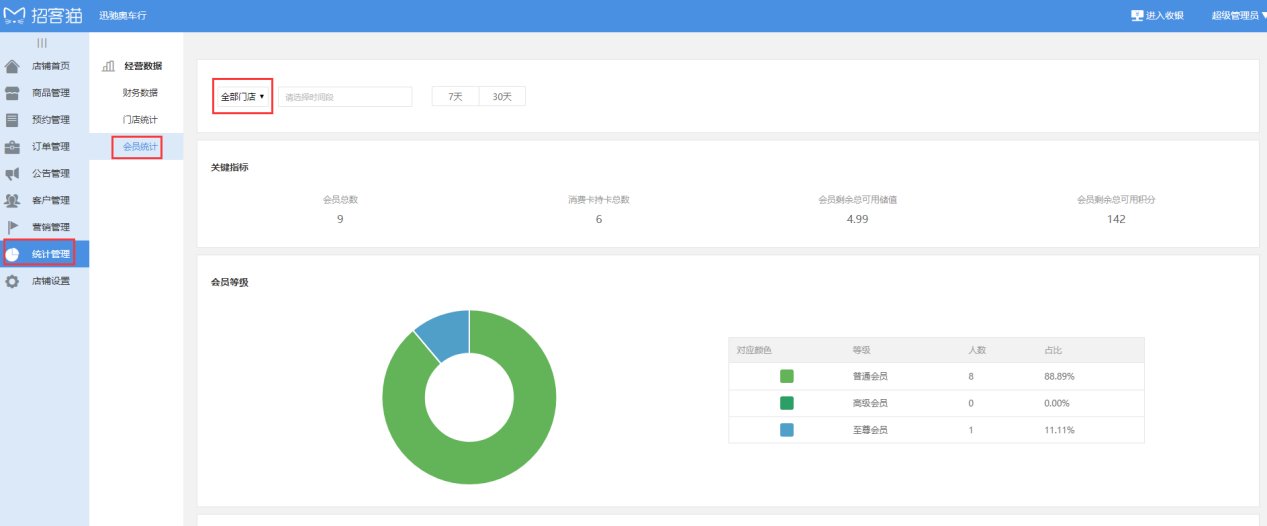 招客猫 迅驰奥车行 进入收银 超级管理员
店铺首页
商品管理
预约管理
订单管理
公告管理
客户管理
营销管理
统计管理
店铺设置
经营数据
财务数据
门店统计
会员统计
全部门店 请选择时间段 7天 30天
关键指标
会员总数 消费卡持卡总数 会员剩余总可用储值 会员剩余总可用积分
9 6 4.99 142
会员等级
对应颜色 等级 人数 占比
普通会员 8 88.89%
高级会员 0 0.00%
至尊会员 1 11.11%